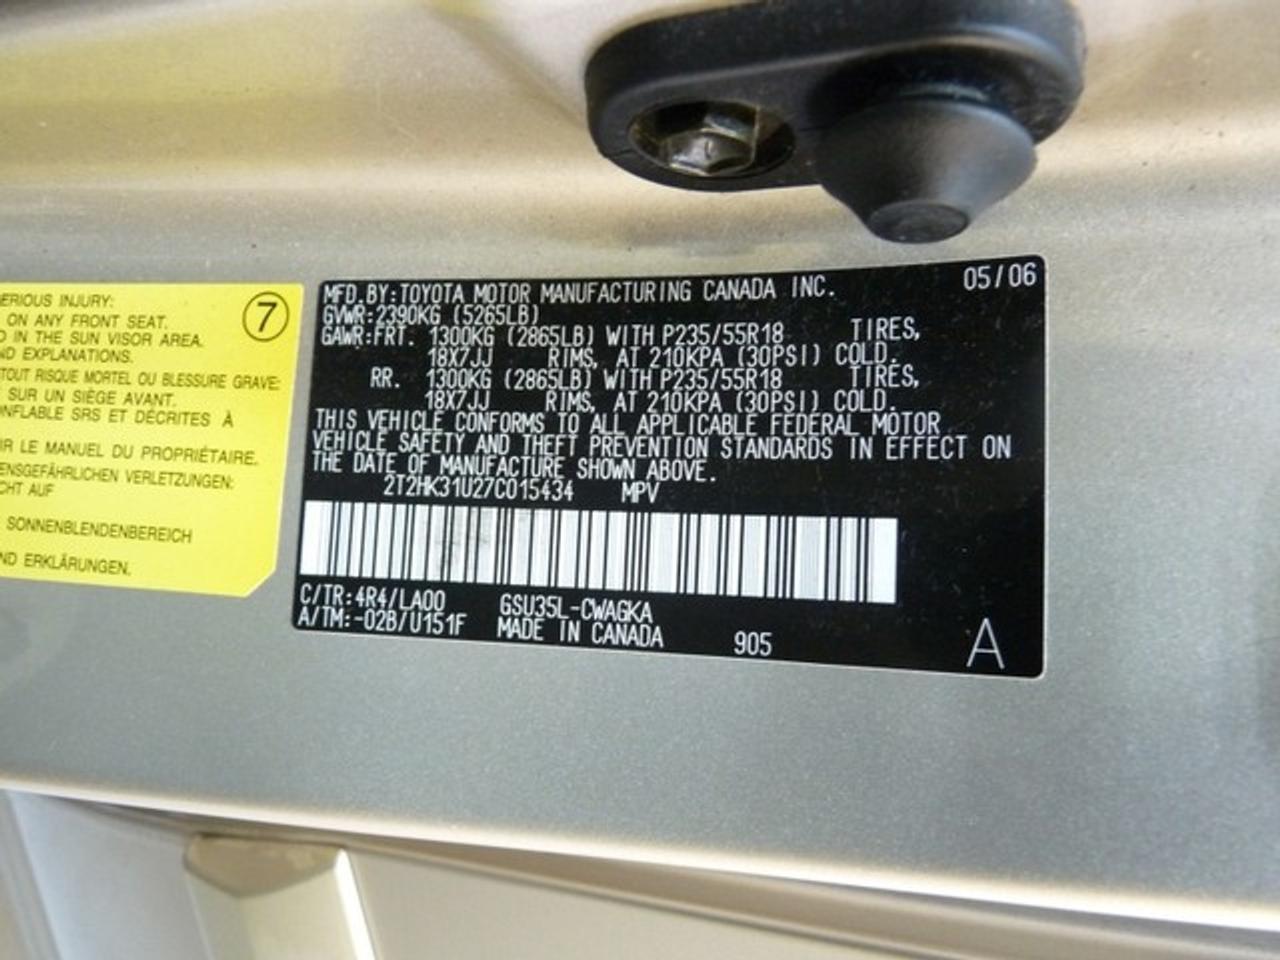 ERIOUS INJURY:
ON ANY FRONT SEAT.
D IN THE SUN VISOR AREA.
ND EXPLANATIONS.
TOUT RISQUE MORTEL OU BLESSURE GRAVE:
SUR UN SIÈGE AVANT.
ONFLABLE SRS ET DÉCRITES À
IR LE MANUEL DU PROPRIÉTAIRE.
ENSGEFÄHRLICHEN VERLETZUNGEN:
CHT AUF
SONNENBLENDENBEREICH
ND ERKLÄRUNGEN.
7
MFD.BY:TOYOTA MOTOR MANUFACTURING CANADA INC. 05/06
GVWR:2390KG (5265LB)
GAWR:FRT. 1300KG (2865LB) WITH P235/55R18 TIRES,
18X7JJ RIMS, AT 210KPA (30PSI) COLD.
RR. 1300KG (2865LB) WITH P235/55R18 TIRES,
18X7JJ RIMS, AT 210KPA (30PSI) COLD.
THIS VEHICLE CONFORMS TO ALL APPLICABLE FEDERAL MOTOR
VEHICLE SAFETY AND THEFT PREVENTION STANDARDS IN EFFECT ON
THE DATE OF MANUFACTURE SHOWN ABOVE.
2T2HK31U27C015434 MPV
C/TR:4R4/LA00 GSU35L-CWAGKA
A/TM:-02B/U151F MADE IN CANADA 905 A